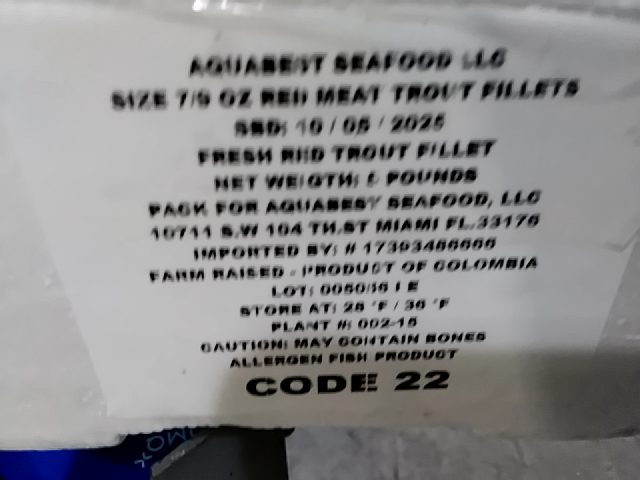 AQUABEST SEAFOOD LLC
SIZE 7/9 OZ RED MEAT TROUT FILLETS
SBD: 10 / 05 / 2025
FRESH RED TROUT FILLET
NET WEIGTH: POUNDS
PACK FOR AQUABEST SEAFOOD, LLC
10711 S.W 104 TH.ST MIAMI FL.33176
IMPORTED BY: #
FARM RAISED - PRODUCT OF COLOMBIA
LOT:
STORE AT: 28 °F / 36 °F
PLANT #: 002-15
CAUTION: MAY CONTAIN BONES
ALLERGEN FISH PRODUCT
CODE 22